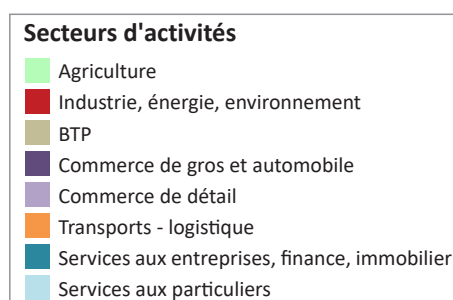 Secteurs d'activités
Agriculture
Industrie, énergie, environnement
BTP
Commerce de gros et automobile
Commerce de détail
Transports - logistique
Services aux entreprises, finance, immobilier
Services aux particuliers